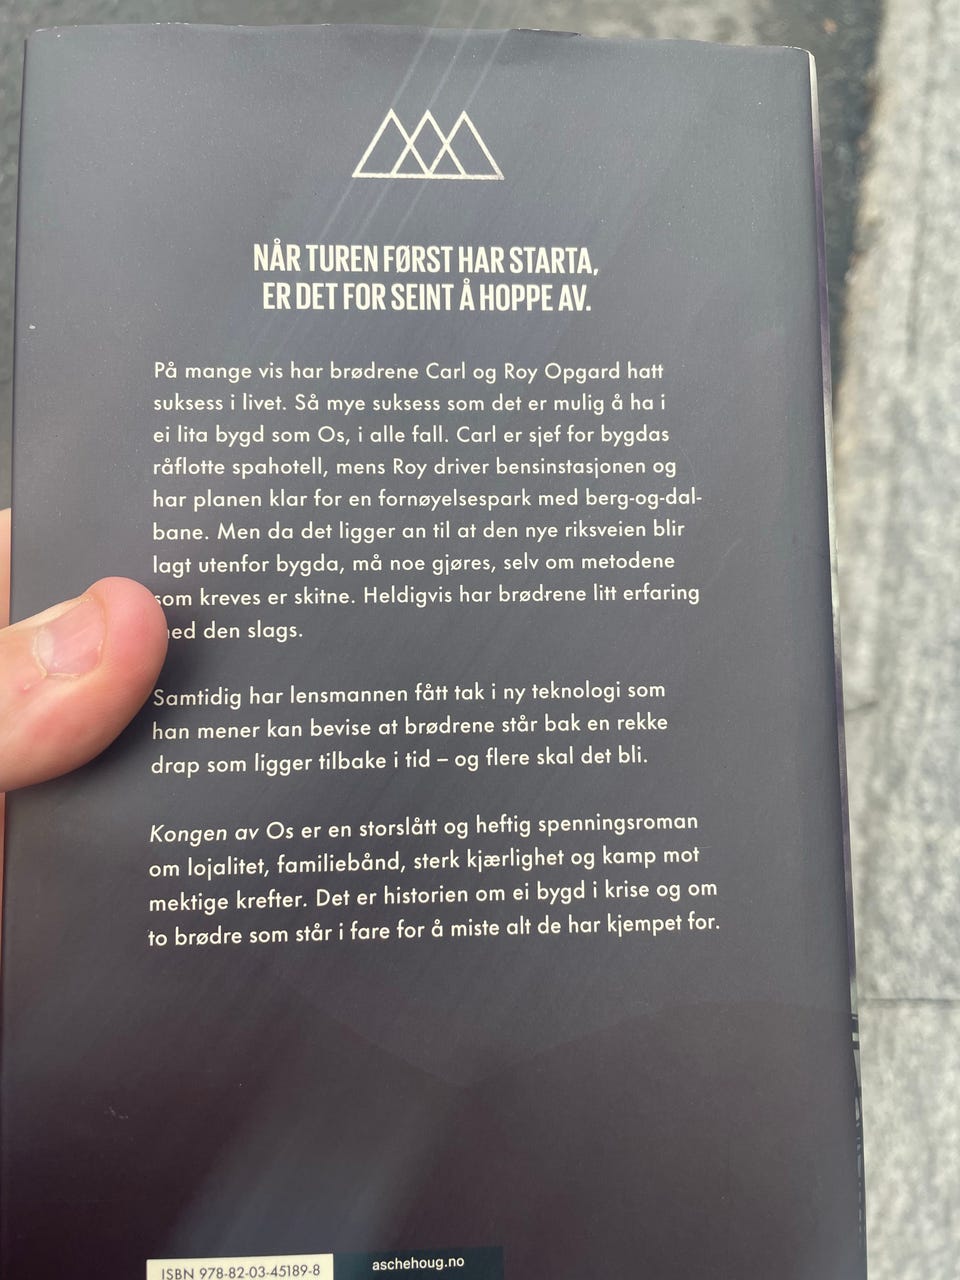 NÅR TUREN FØRST HAR STARTA,
ER DET FOR SEINT Å HOPPE AV.
På mange vis har brødrene Carl og Roy Opgard hatt
suksess i livet. Så mye suksess som det er mulig å ha i
ei lita bygd som Os, i alle fall. Carl er sjef for bygdas
råflotte spahotell, mens Roy driver bensinstasjonen og
har planen klar for en fornøyelsespark med berg-og-dal-
bane. Men da det ligger an til at den nye riksveien blir
lagt utenfor bygda, må noe gjøres, selv om metodene
som kreves er skitne. Heldigvis har brødrene litt erfaring
med den slags.
Samtidig har lensmannen fått tak i ny teknologi som
han mener kan bevise at brødrene står bak en rekke
drap som ligger tilbake i tid – og flere skal det bli.
Kongen av Os er en storslått og heftig spenningsroman
om lojalitet, familiebånd, sterk kjærlighet og kamp mot
mektige krefter. Det er historien om ei bygd i krise og om
to brødre som står i fare for å miste alt de har kjempet for.
ISBN 978-82-03-45189-8
aschehoug.no